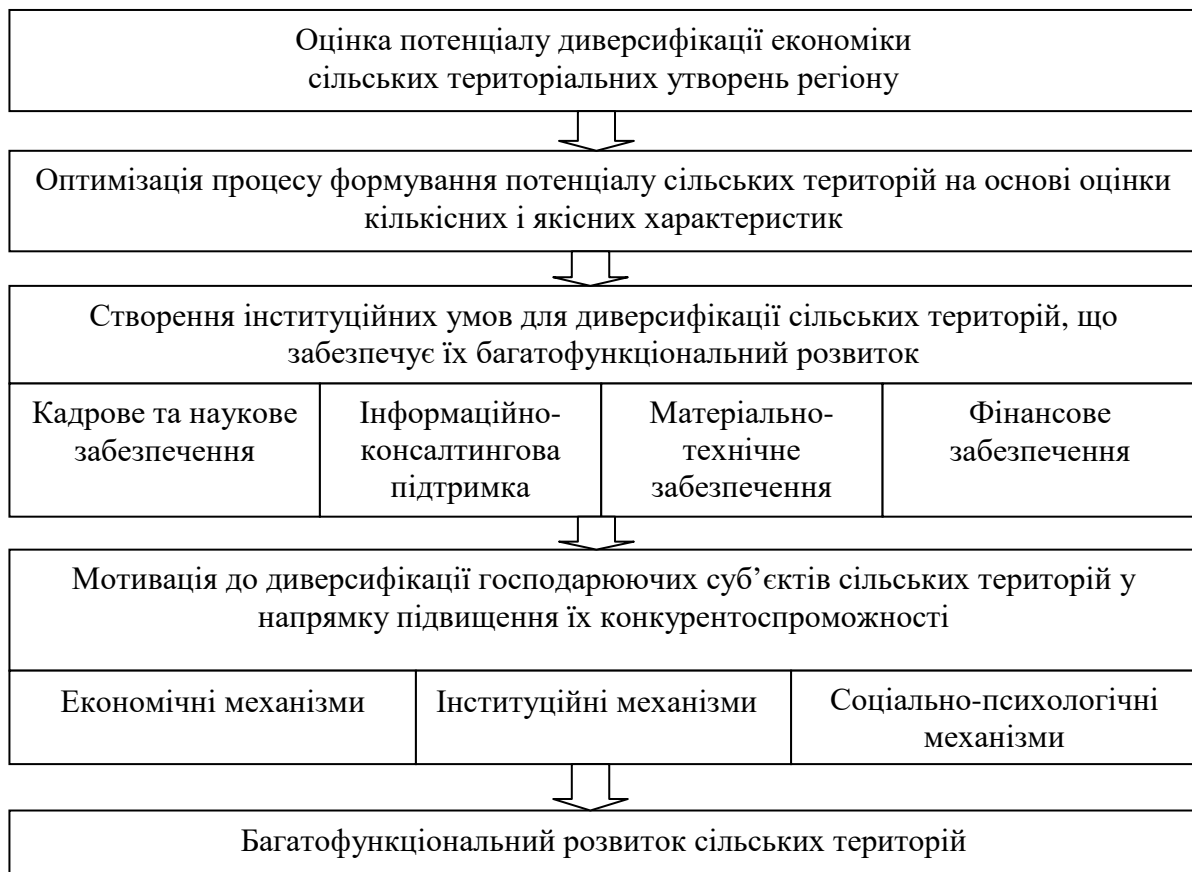 Оцінка потенціалу диверсифікації економіки
сільських територіальних утворень регіону
Оптимізація процесу формування потенціалу сільських територій на основі оцінки
кількісних і якісних характеристик
Створення інституційних умов для диверсифікації сільських територій, що
забезпечує їх багатофункціональний розвиток
Кадрове та наукове
забезпечення
Інформаційно-
консалтингова
підтримка
Матеріально-
технічне
забезпечення
Фінансове
забезпечення
Мотивація до диверсифікації господарюючих суб’єктів сільських територій у
напрямку підвищення їх конкурентоспроможності
Економічні механізми
Інституційні механізми
Соціально-психологічні
механізми
Багатофункціональний розвиток сільських територій